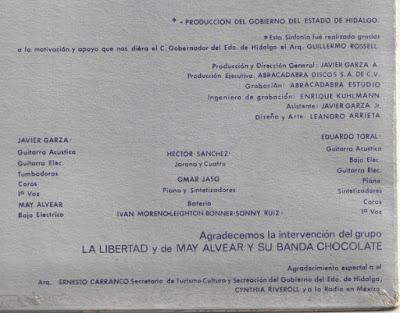 * - PRODUCCION DEL GOBIERNO DEL ESTADO DE HIDALGO.
*Esta Sinfonía fué realizada gracias
a la motivación y apoyo que nos diéra el C. Gobernador del Edo. de Hidalgo el Arq. GUILLERMO ROSSELL.
Producción y Dirección General: JAVIER GARZA A.
Producción Ejecutiva: ABRACADABRA DISCOS S.A. DE C.V.
Grabación: ABRACADABRA ESTUDIO
Ingeniero de grabación: ENRIQUE KUHLMANN
Asistente: JAVIER GARZA Jr.
Diseño y Arte: LEANDRO ARRIETA
JAVIER GARZA:
Guitarra Acustica
Guitarra Elec.
Tumbadoras
Coros
1ª Voz
MAY ALVEAR
Bajo Electrico
HECTOR SANCHEZ:
Jarana y Cuatro
OMAR JASO
Piano y Sintetizadores
Batería
IVAN MORENO-LEIGHTON BONNER-SONNY RUIZ
EDUARDO TORAL:
Guitarra Acustica
Bajo Elec.
Guitarra Elec.
Piano
Sintetizadores
Coros
1ª Voz
Agradecemos la intervención del grupo
LA LIBERTAD y de MAY ALVEAR Y SU BANDA CHOCOLATE
Agradecimiento especial a el
Arq. ERNESTO CARRANCO Secretario de Turismo Cultura y Secreación del Gobierno del Edo. de Hidalgo,
CYNTHIA RIVEROLL y a la Radio en México